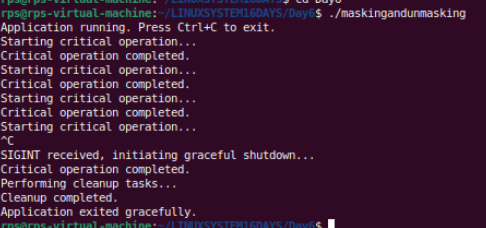 rps@rps-virtual-machine:~/LINUXSYSTEM16DAYS$ cd Day6
rps@rps-virtual-machine:~/LINUXSYSTEM16DAYS/Day6$ ./maskingandunmasking
Application running. Press Ctrl+C to exit.
Starting critical operation...
Critical operation completed.
Starting critical operation...
Critical operation completed.
Starting critical operation...
Critical operation completed.
Starting critical operation...
^C
SIGINT received, initiating graceful shutdown...
Critical operation completed.
Performing cleanup tasks...
Cleanup completed.
Application exited gracefully.
rps@rps-virtual-machine:~/LINUXSYSTEM16DAYS/Day6$